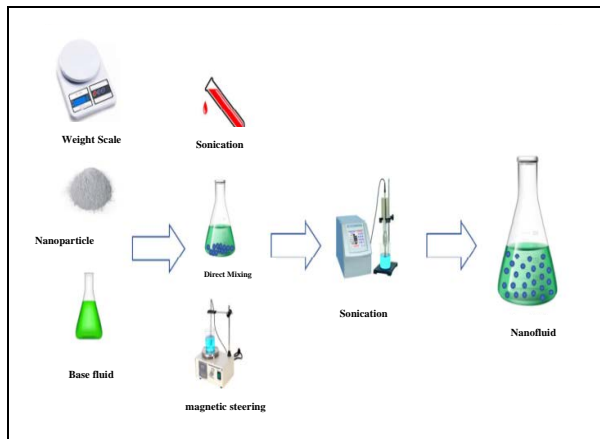 Weight Scale
Sonication
Nanoparticle
Direct Mixing
Base fluid
magnetic steering
Sonication
Nanofluid